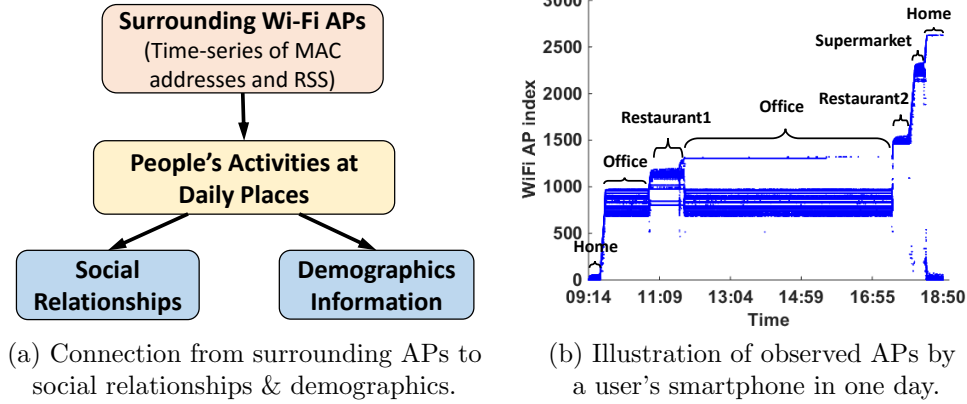 Surrounding Wi-Fi APs
(Time-series of MAC
addresses and RSS)
People's Activities at
Daily Places
Social
Relationships
Demographics
Information
(a) Connection from surrounding APs to
social relationships & demographics.
WiFi AP index
3000
2500
2000
1500
1000
500
0
Home
Supermarket
Office
Restaurant2
Restaurant1
Office
Home
09:14 11:09 13:04 14:59 16:55 18:50
Time
(b) Illustration of observed APs by
a user's smartphone in one day.